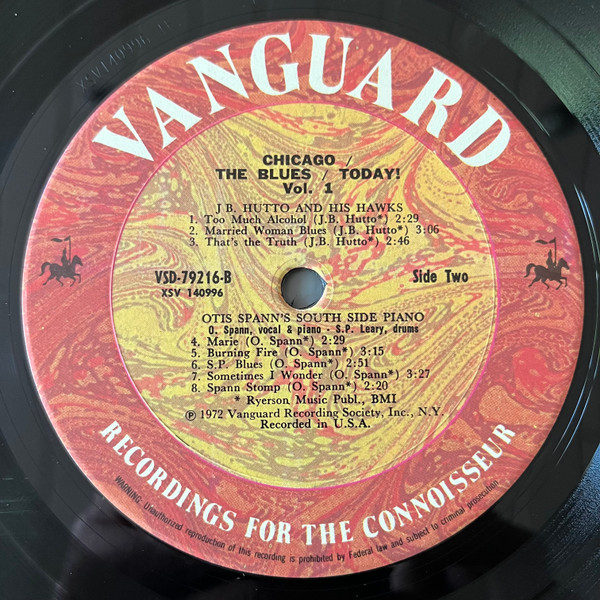 XSV140996
VANGUARD
CHICAGO /
THE BLUES / TODAY!
Vol. 1
J.B. HUTTO AND HIS HAWKS
1. Too Much Alcohol (J.B. Hutto*) 2:29
2. Married Woman Blues (J.B. Hutto*) 3:06
3. That's the Truth (J.B. Hutto*) 2:46
VSD-79216-B
XSV 140996
Side Two
OTIS SPANN'S SOUTH SIDE PIANO
O. Spann, vocal & piano - S.P. Leary, drums
4. Marie (O. Spann*) 2:29
5. Burning Fire (O. Spann*) 3:15
6. S.P. Blues (O. Spann*) 2:51
7. Sometimes I Wonder (O. Spann*) 3:27
8. Spann Stomp (O. Spann*) 2:20
* Ryerson Music Publ., BMI
℗ 1972 Vanguard Recording Society, Inc., N.Y.
Recorded in U.S.A.
RECORDINGS FOR THE CONNOISSEUR
WARNING: Unauthorized reproduction of this recording is prohibited by Federal law and subject to criminal prosecution